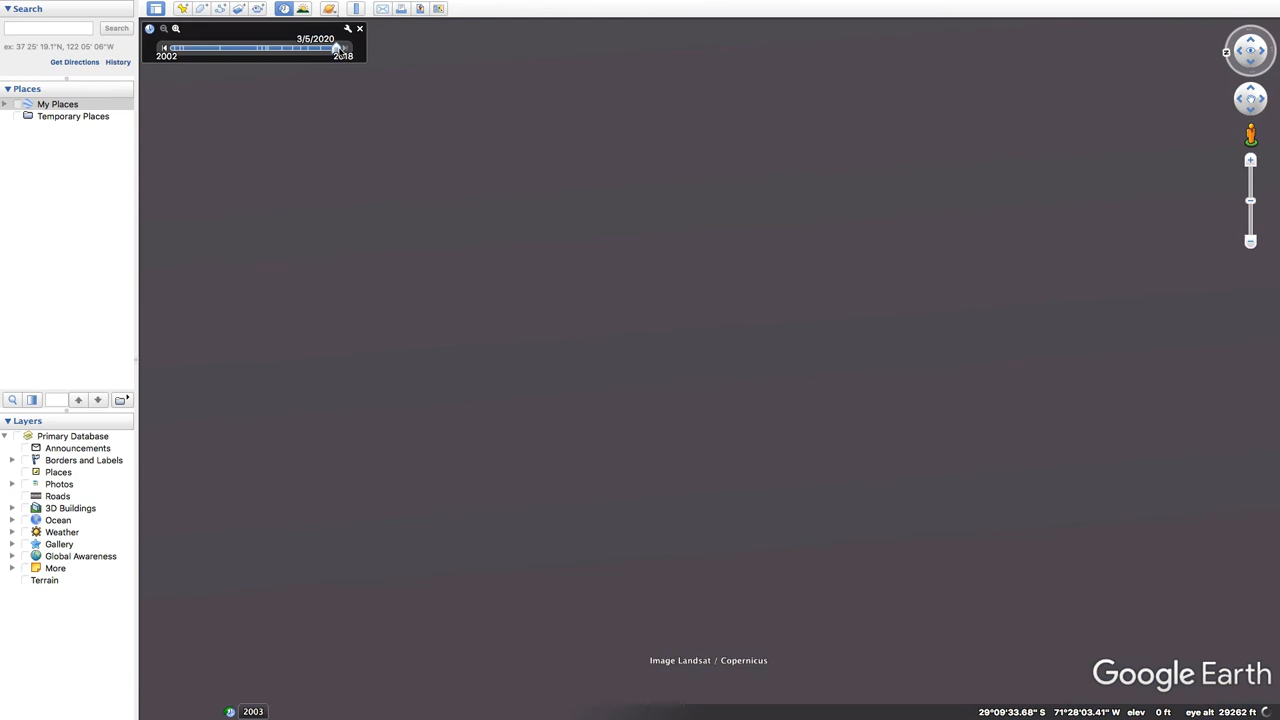 Search
Search
ex: 37 25' 19.1"N, 122 05' 06"W
Get Directions
History
Places
My Places
Temporary Places
Layers
Primary Database
Announcements
Borders and Labels
Places
Photos
Roads
3D Buildings
Ocean
Weather
Gallery
Global Awareness
More
Terrain
3/5/2020
2002
2018
Image Landsat / Copernicus
Google Earth
2003
29°09'33.68" S 71°28'03.41" W elev 0 ft eye alt 29262 ft